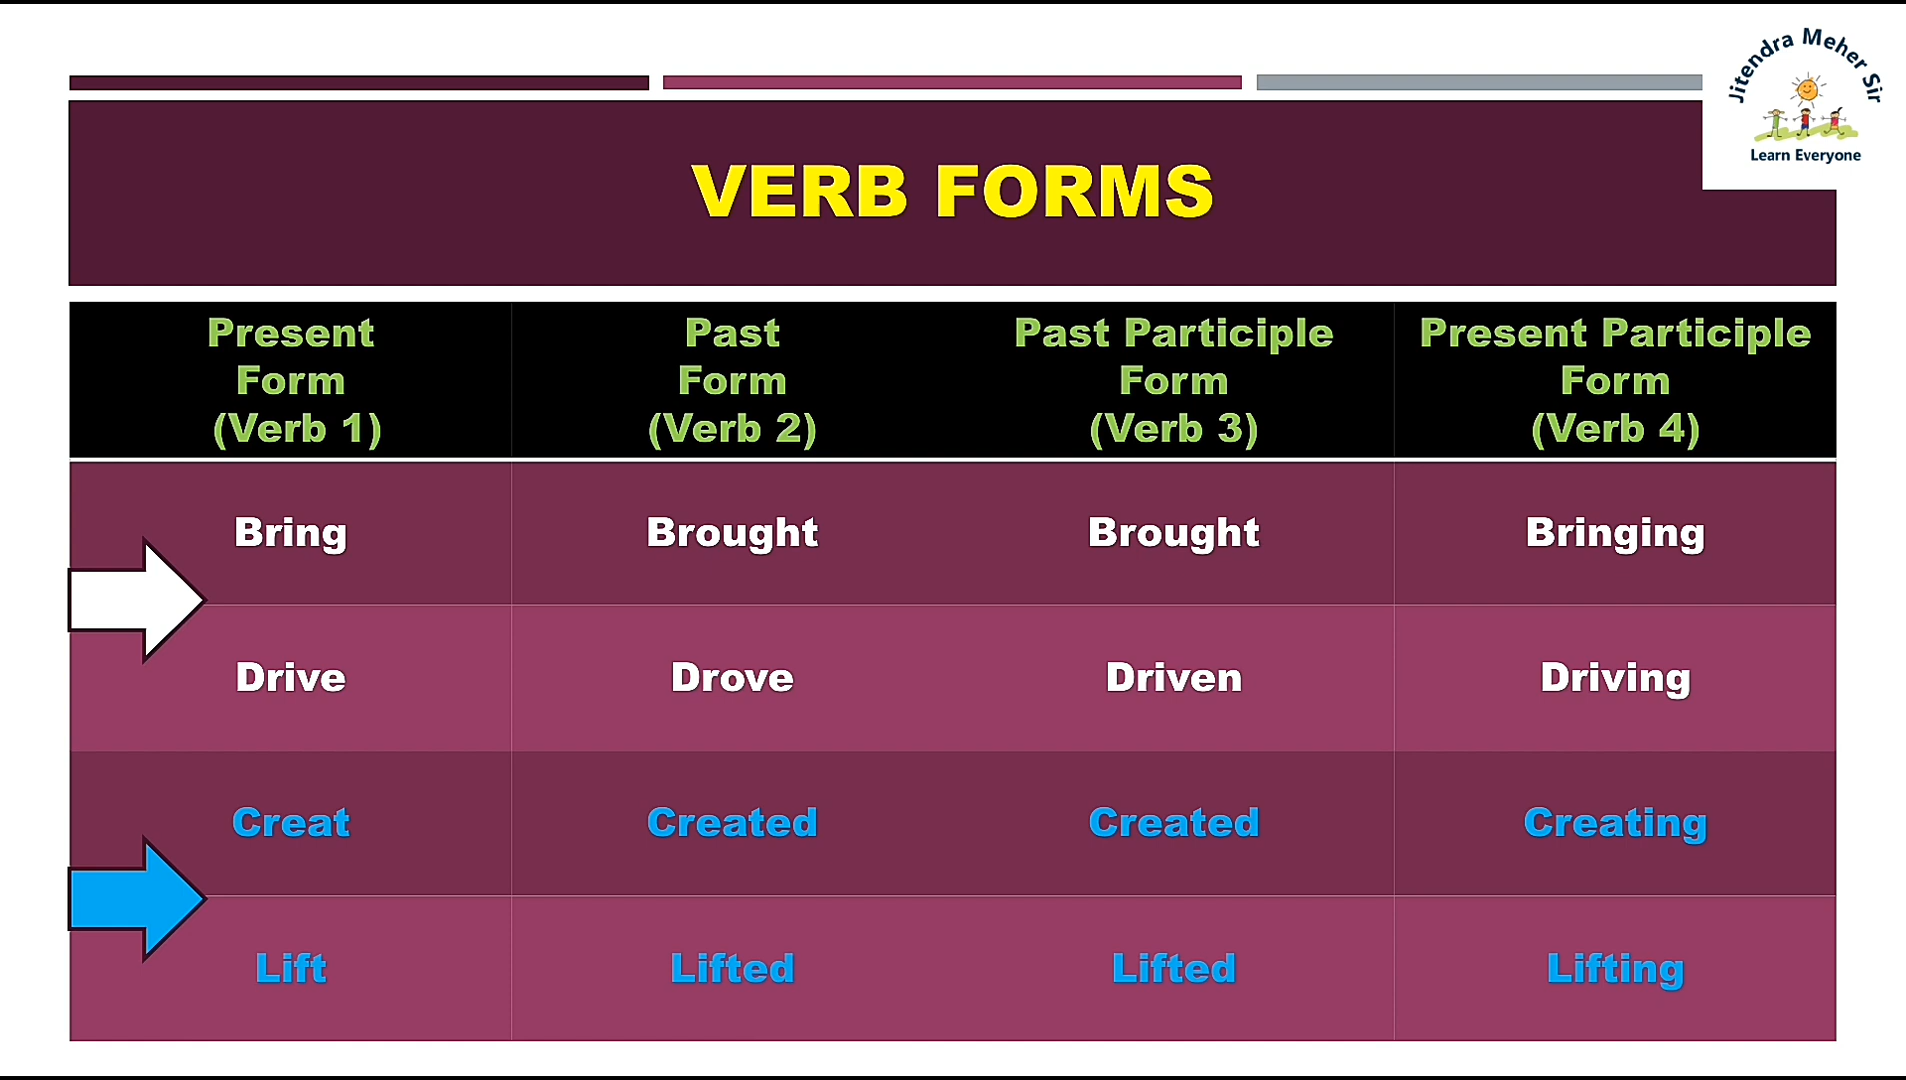 Jitendra Meher Sir
Learn Everyone
VERB FORMS
Present Form (Verb 1)
Past Form (Verb 2)
Past Participle Form (Verb 3)
Present Participle Form (Verb 4)
Bring Brought Brought Bringing
Drive Drove Driven Driving
Creat Created Created Creating
Lift Lifted Lifted Lifting